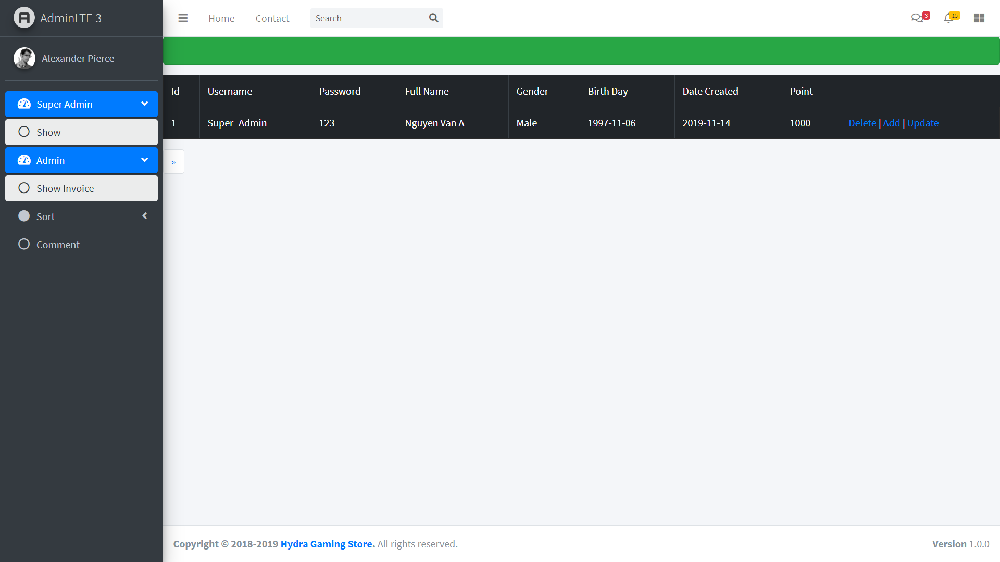 AdminLTE 3
Home Contact Search 3 15
Alexander Pierce
Super Admin
Show
Admin
Show Invoice
Sort
Comment
Id Username Password Full Name Gender Birth Day Date Created Point
1 Super_Admin 123 Nguyen Van A Male 1997-11-06 2019-11-14 1000 Delete | Add | Update
»
Copyright © 2018-2019 Hydra Gaming Store. All rights reserved. Version 1.0.0